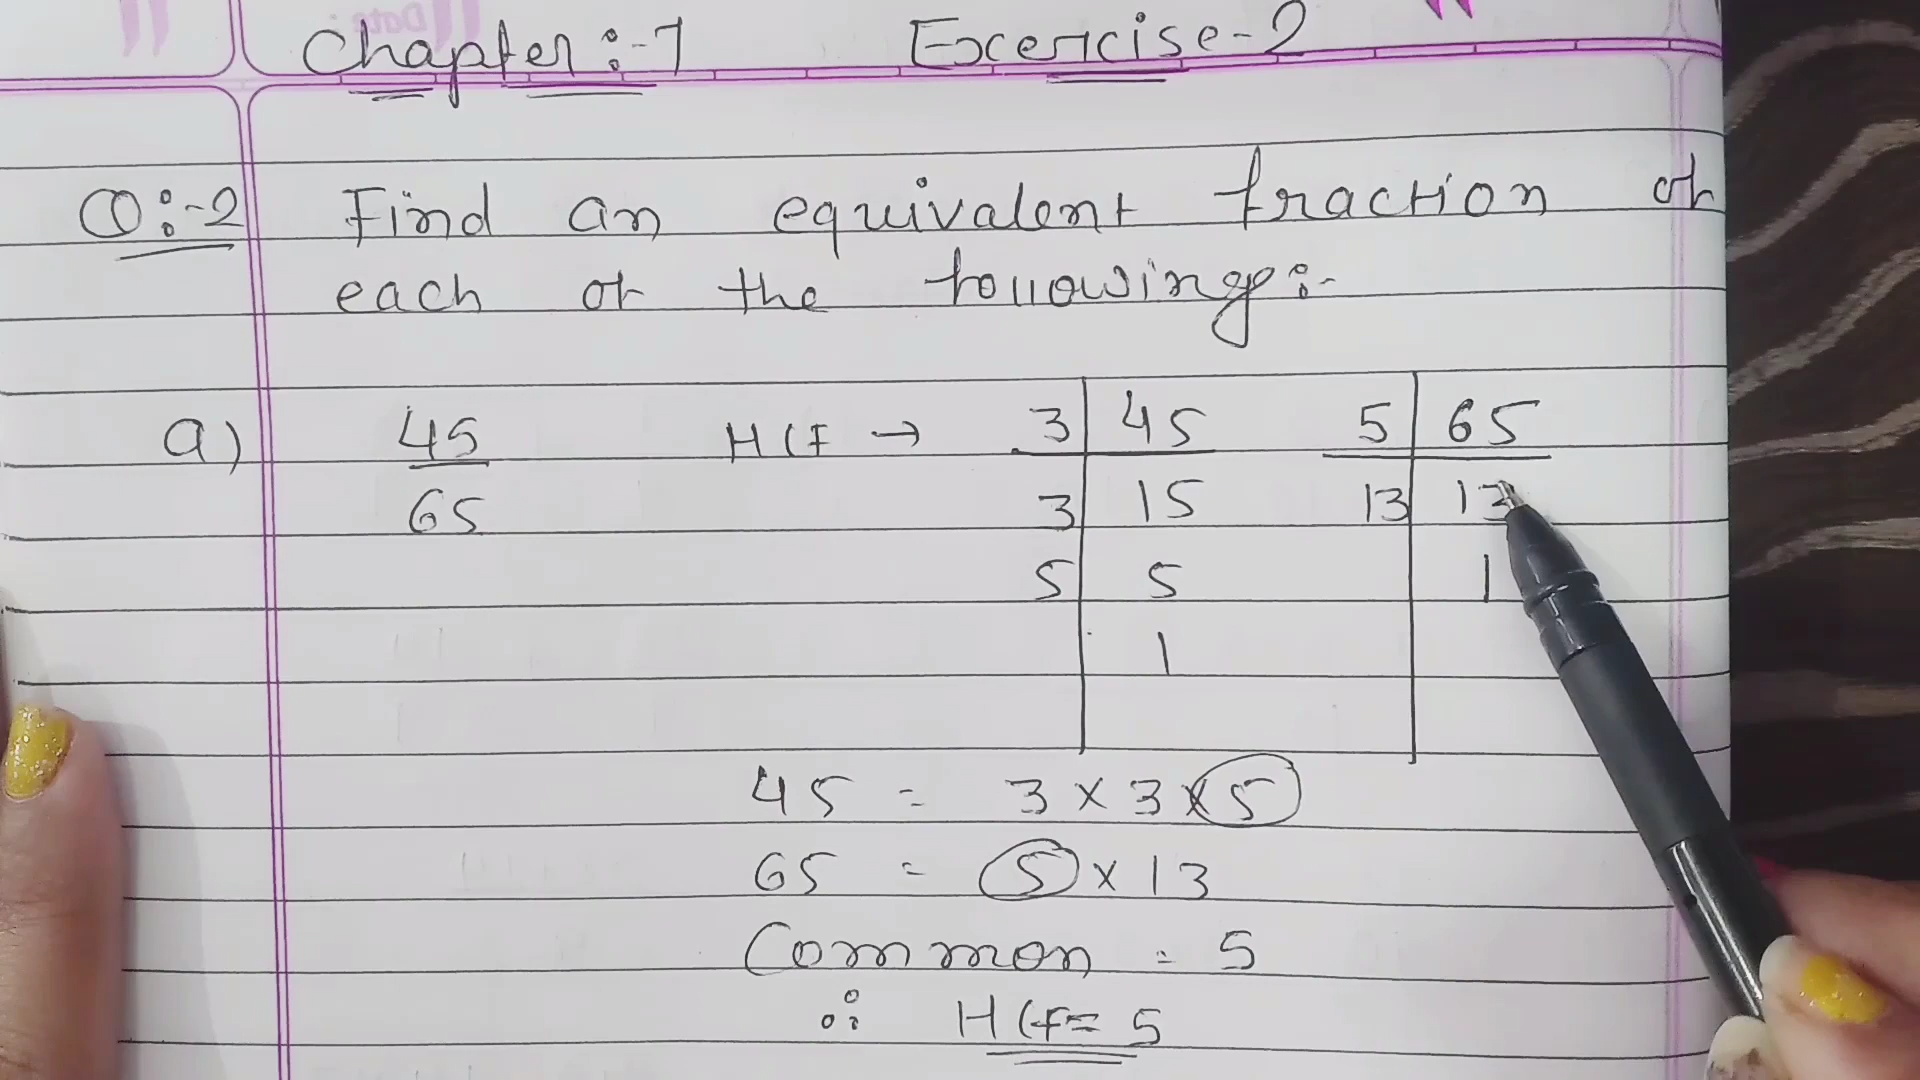 Chapter:-7 Exercise-2
Q:-2 Find an equivalent fraction of
each of the following:-
a) 45/65 HCF → 3 | 45 5 | 65
3 | 15 13 | 13
5 | 5 1
1
45 = 3 × 3 × 5
65 = 5 × 13
Common = 5
∴ HCF = 5